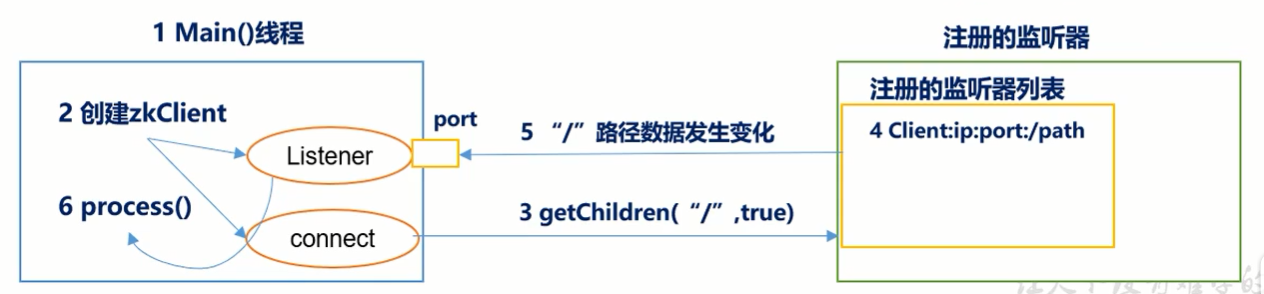 1 Main()线程
注册的监听器
2 创建zkClient
注册的监听器列表
port
4 Client:ip:port:/path
5 “/”路径数据发生变化
Listener
6 process()
3 getChildren(“/”,true)
connect